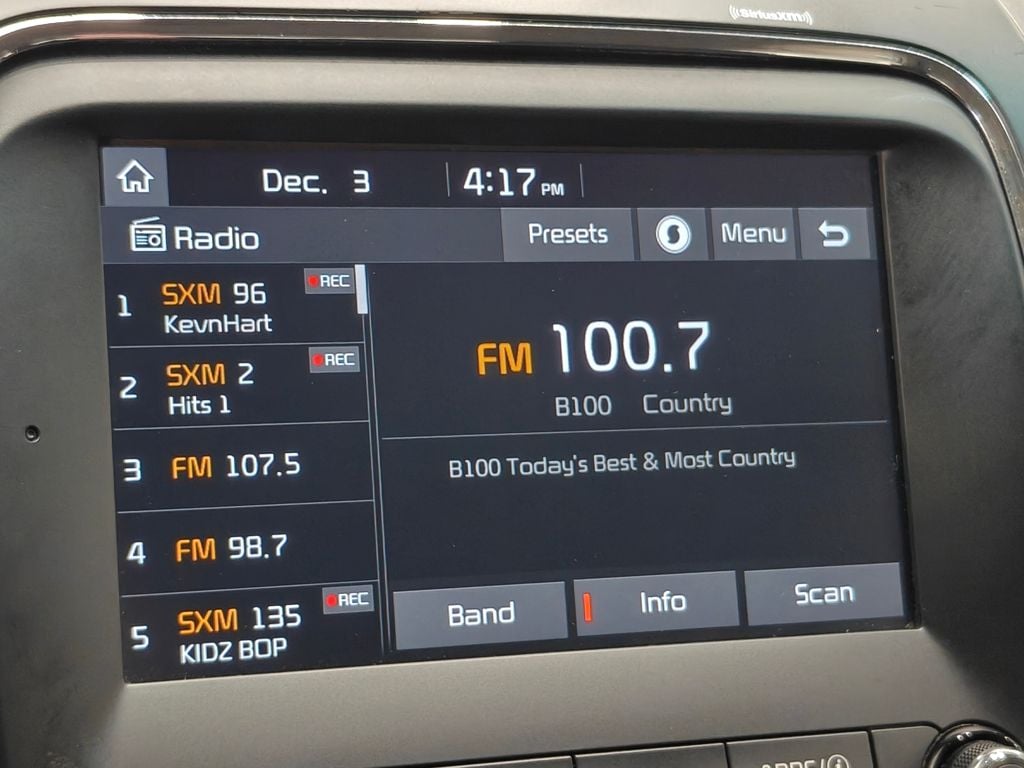 ((SiriusXM))
Dec. 3 4:17 PM
Radio Presets Menu
1 SXM 96 REC
KevnHart
2 SXM 2 REC
Hits 1
3 FM 107.5
4 FM 98.7
5 SXM 135 REC
KIDZ BOP
FM 100.7
B100 Country
B100 Today's Best & Most Country
Band Info Scan